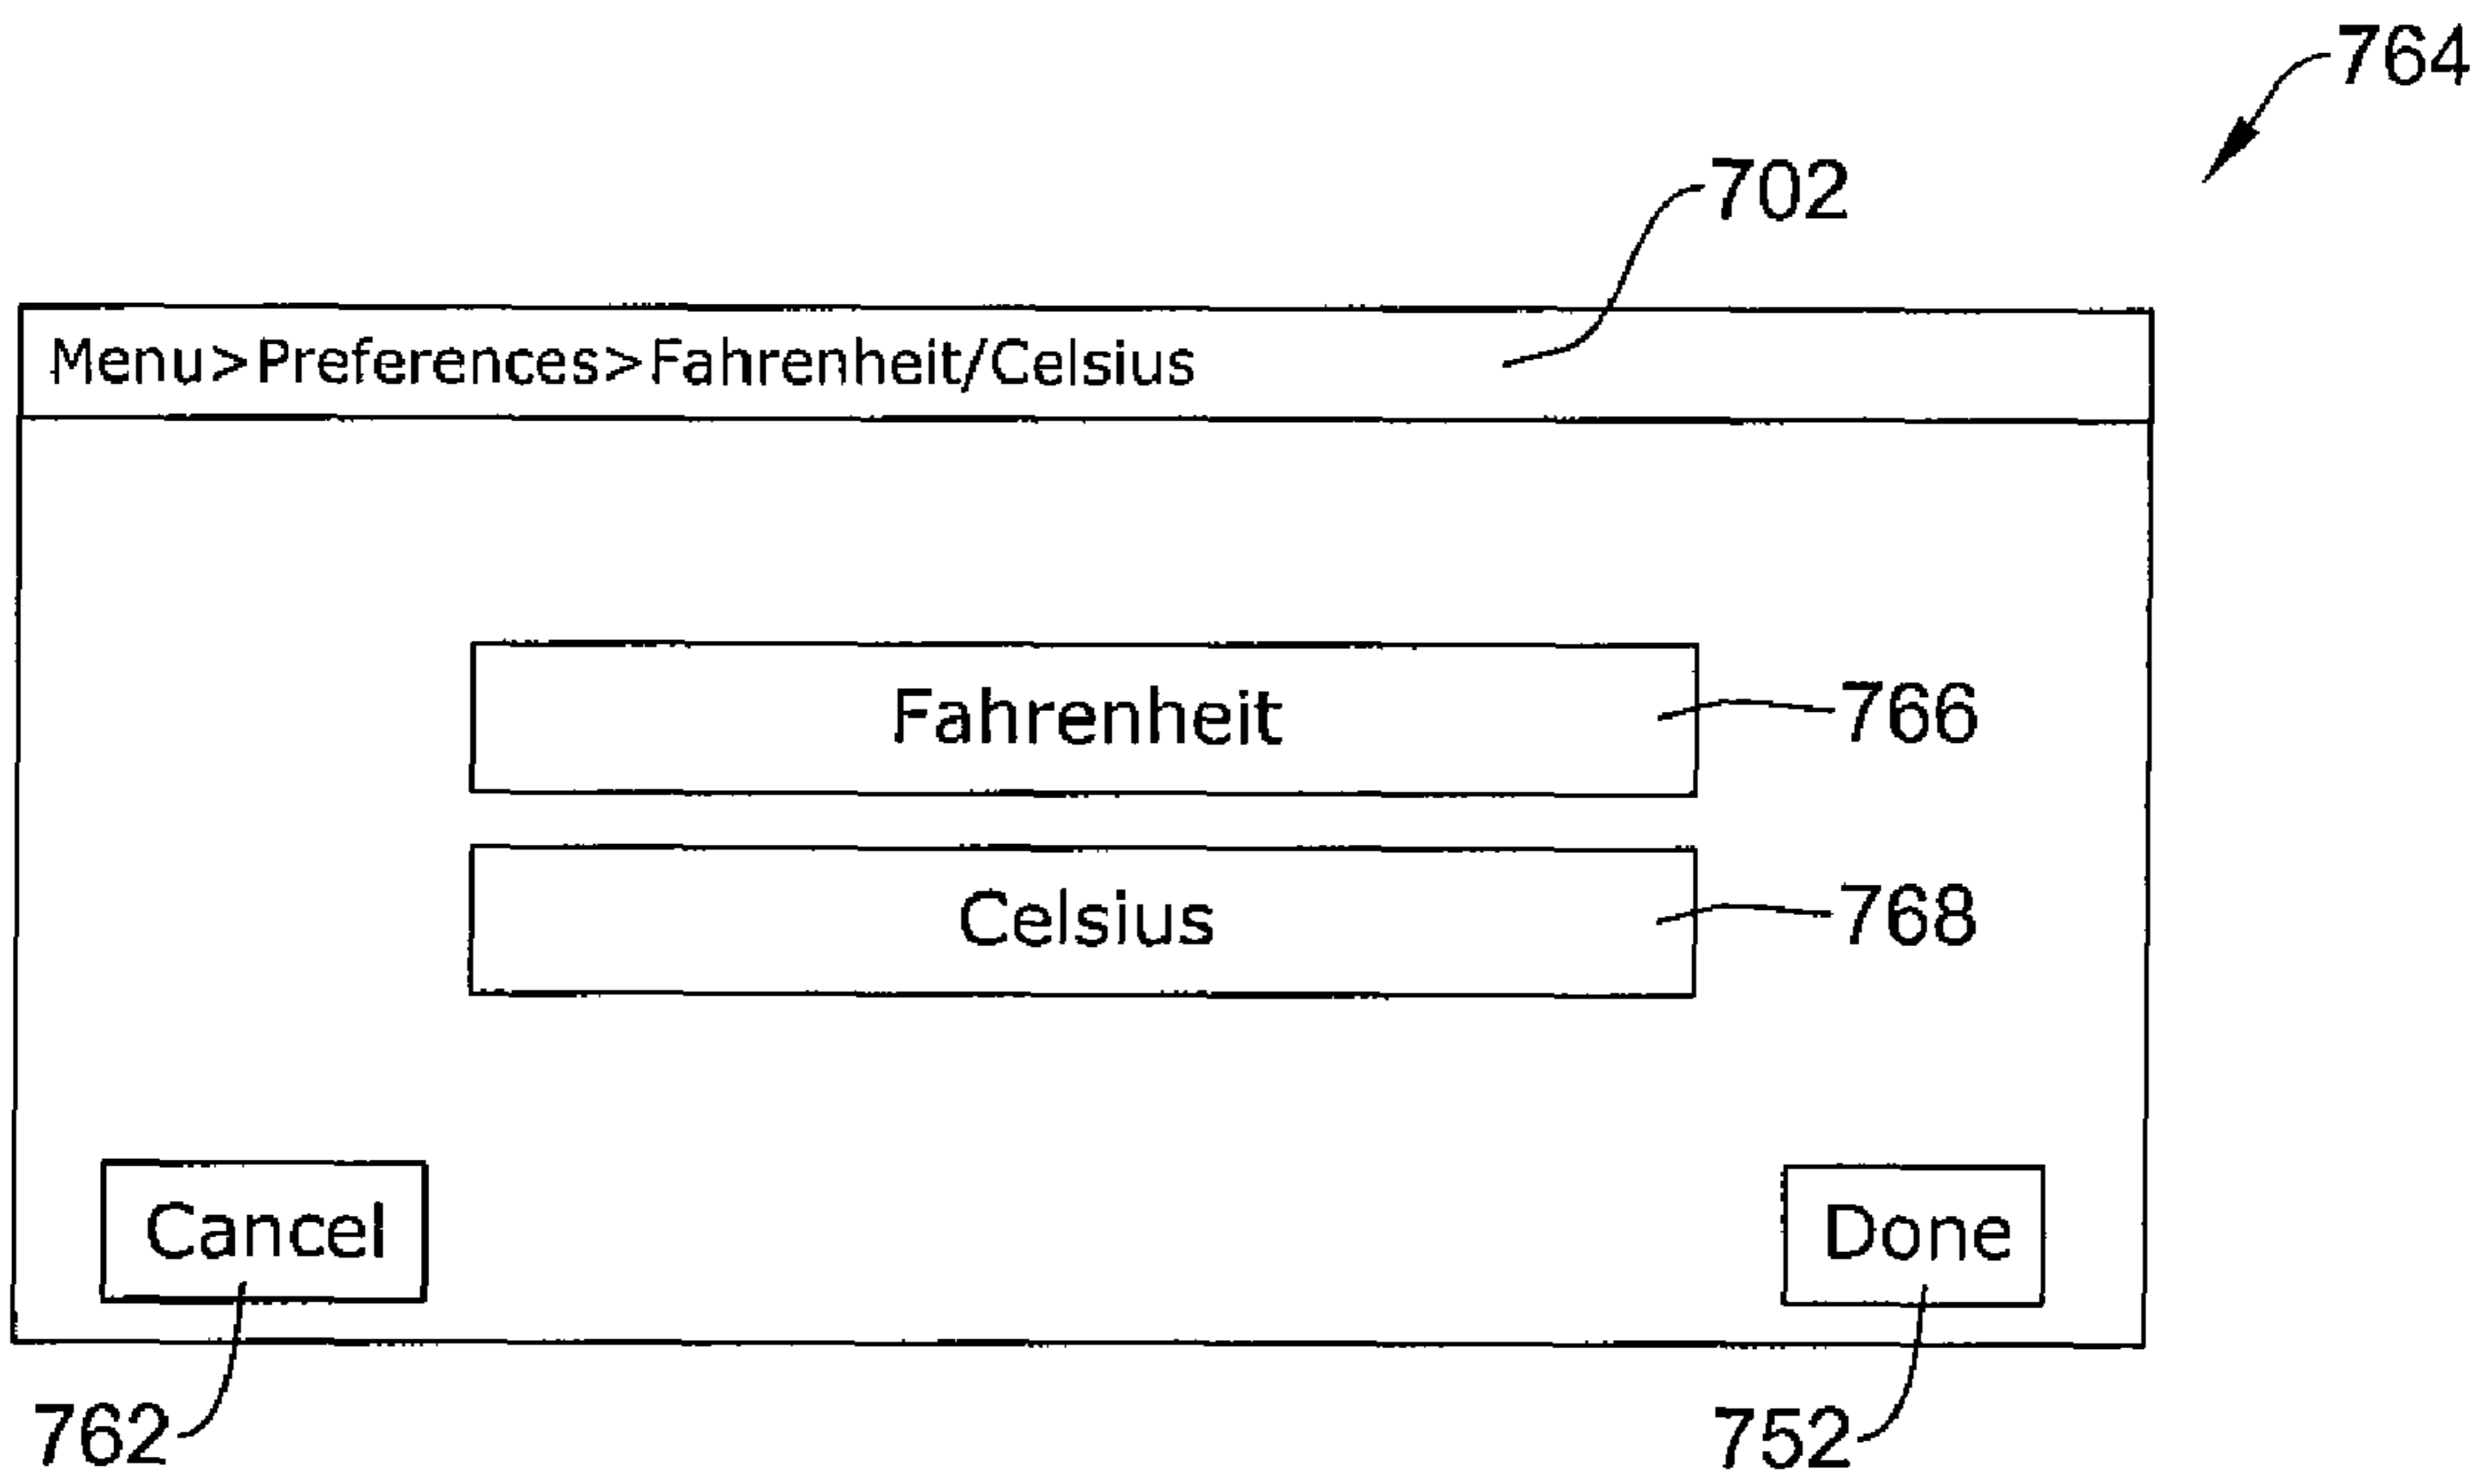 764
702
Menu>Preferences>Fahrenheit/Celsius
Fahrenheit
766
Celsius
768
Cancel
Done
762
752